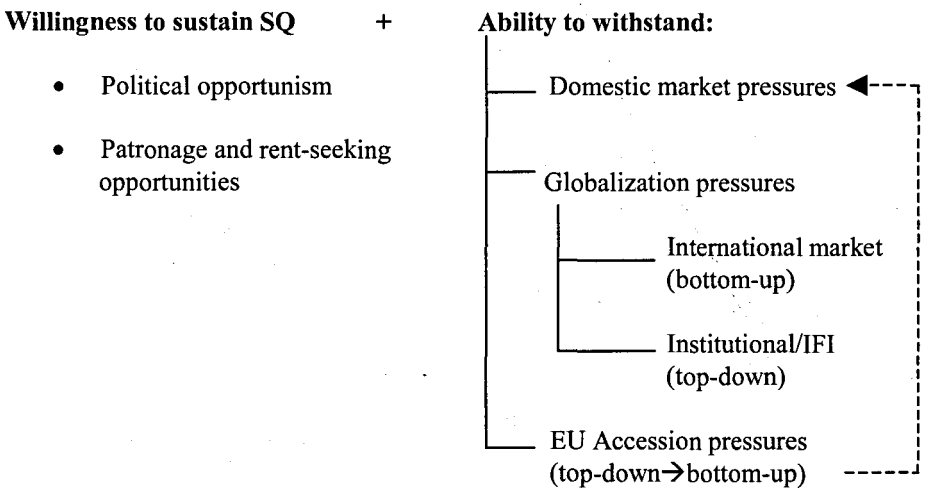 Willingness to sustain SQ + Ability to withstand:
• Political opportunism
Domestic market pressures
• Patronage and rent-seeking
opportunities
Globalization pressures
International market
(bottom-up)
Institutional/IFI
(top-down)
EU Accession pressures
(top-down→bottom-up)